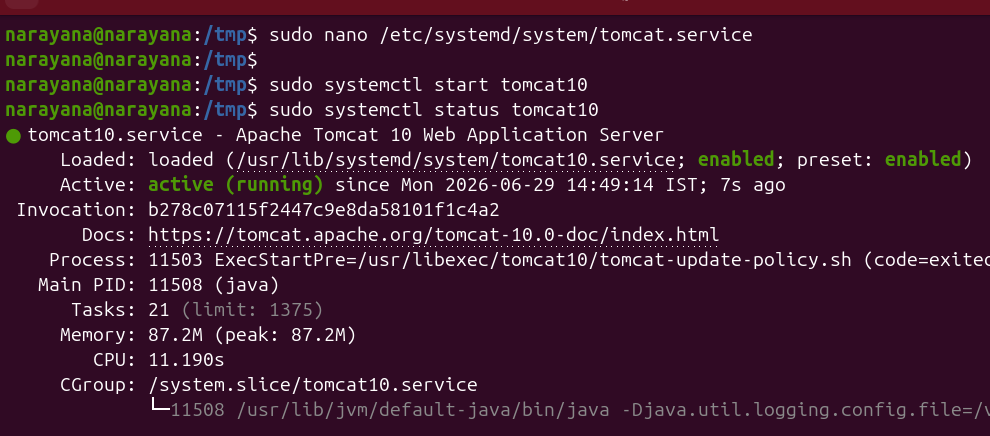 narayana@narayana:/tmp$ sudo nano /etc/systemd/system/tomcat.service
narayana@narayana:/tmp$
narayana@narayana:/tmp$ sudo systemctl start tomcat10
narayana@narayana:/tmp$ sudo systemctl status tomcat10
● tomcat10.service - Apache Tomcat 10 Web Application Server
Loaded: loaded (/usr/lib/systemd/system/tomcat10.service; enabled; preset: enabled)
Active: active (running) since Mon 2026-06-29 14:49:14 IST; 7s ago
Invocation: b278c07115f2447c9e8da58101f1c4a2
Docs: https://tomcat.apache.org/tomcat-10.0-doc/index.html
Process: 11503 ExecStartPre=/usr/libexec/tomcat10/tomcat-update-policy.sh (code=exited
Main PID: 11508 (java)
Tasks: 21 (limit: 1375)
Memory: 87.2M (peak: 87.2M)
CPU: 11.190s
CGroup: /system.slice/tomcat10.service
└─11508 /usr/lib/jvm/default-java/bin/java -Djava.util.logging.config.file=/v